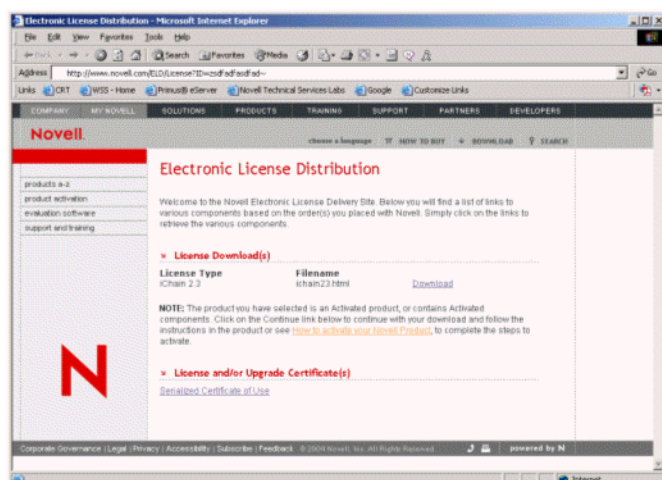 Electronic License Distribution - Microsoft Internet Explorer
File Edit View Favorites Tools Help
Back Search Favorites Media
Address http://www.novell.com/ELD/License?ID=zsdfadfasdfad~ Go
Links CRT WSS - Home Primus® eServer Novell Technical Services Labs Google Customize Links
COMPANY MY NOVELL SOLUTIONS PRODUCTS TRAINING SUPPORT PARTNERS DEVELOPERS
Novell
choose a language HOW TO BUY DOWNLOAD SEARCH
Electronic License Distribution
products a-z
product activation
evaluation software
support and training
Welcome to the Novell Electronic License Delivery Site. Below you will find a list of links to
various components based on the order(s) you placed with Novell. Simply click on the links to
retrieve the various components.
License Download(s)
License Type Filename
iChain 2.3 ichain23.html Download
NOTE: The product you have selected is an Activated product, or contains Activated
components. Click on the Continue link below to continue with your download and follow the
instructions in the product or see How to activate your Novell Product, to complete the steps to
activate.
N
License and/or Upgrade Certificate(s)
Serialized Certificate of Use
Corporate Governance | Legal | Privacy | Accessibility | Subscribe | Feedback © 2004 Novell, Inc. All Rights Reserved. powered by N
Internet